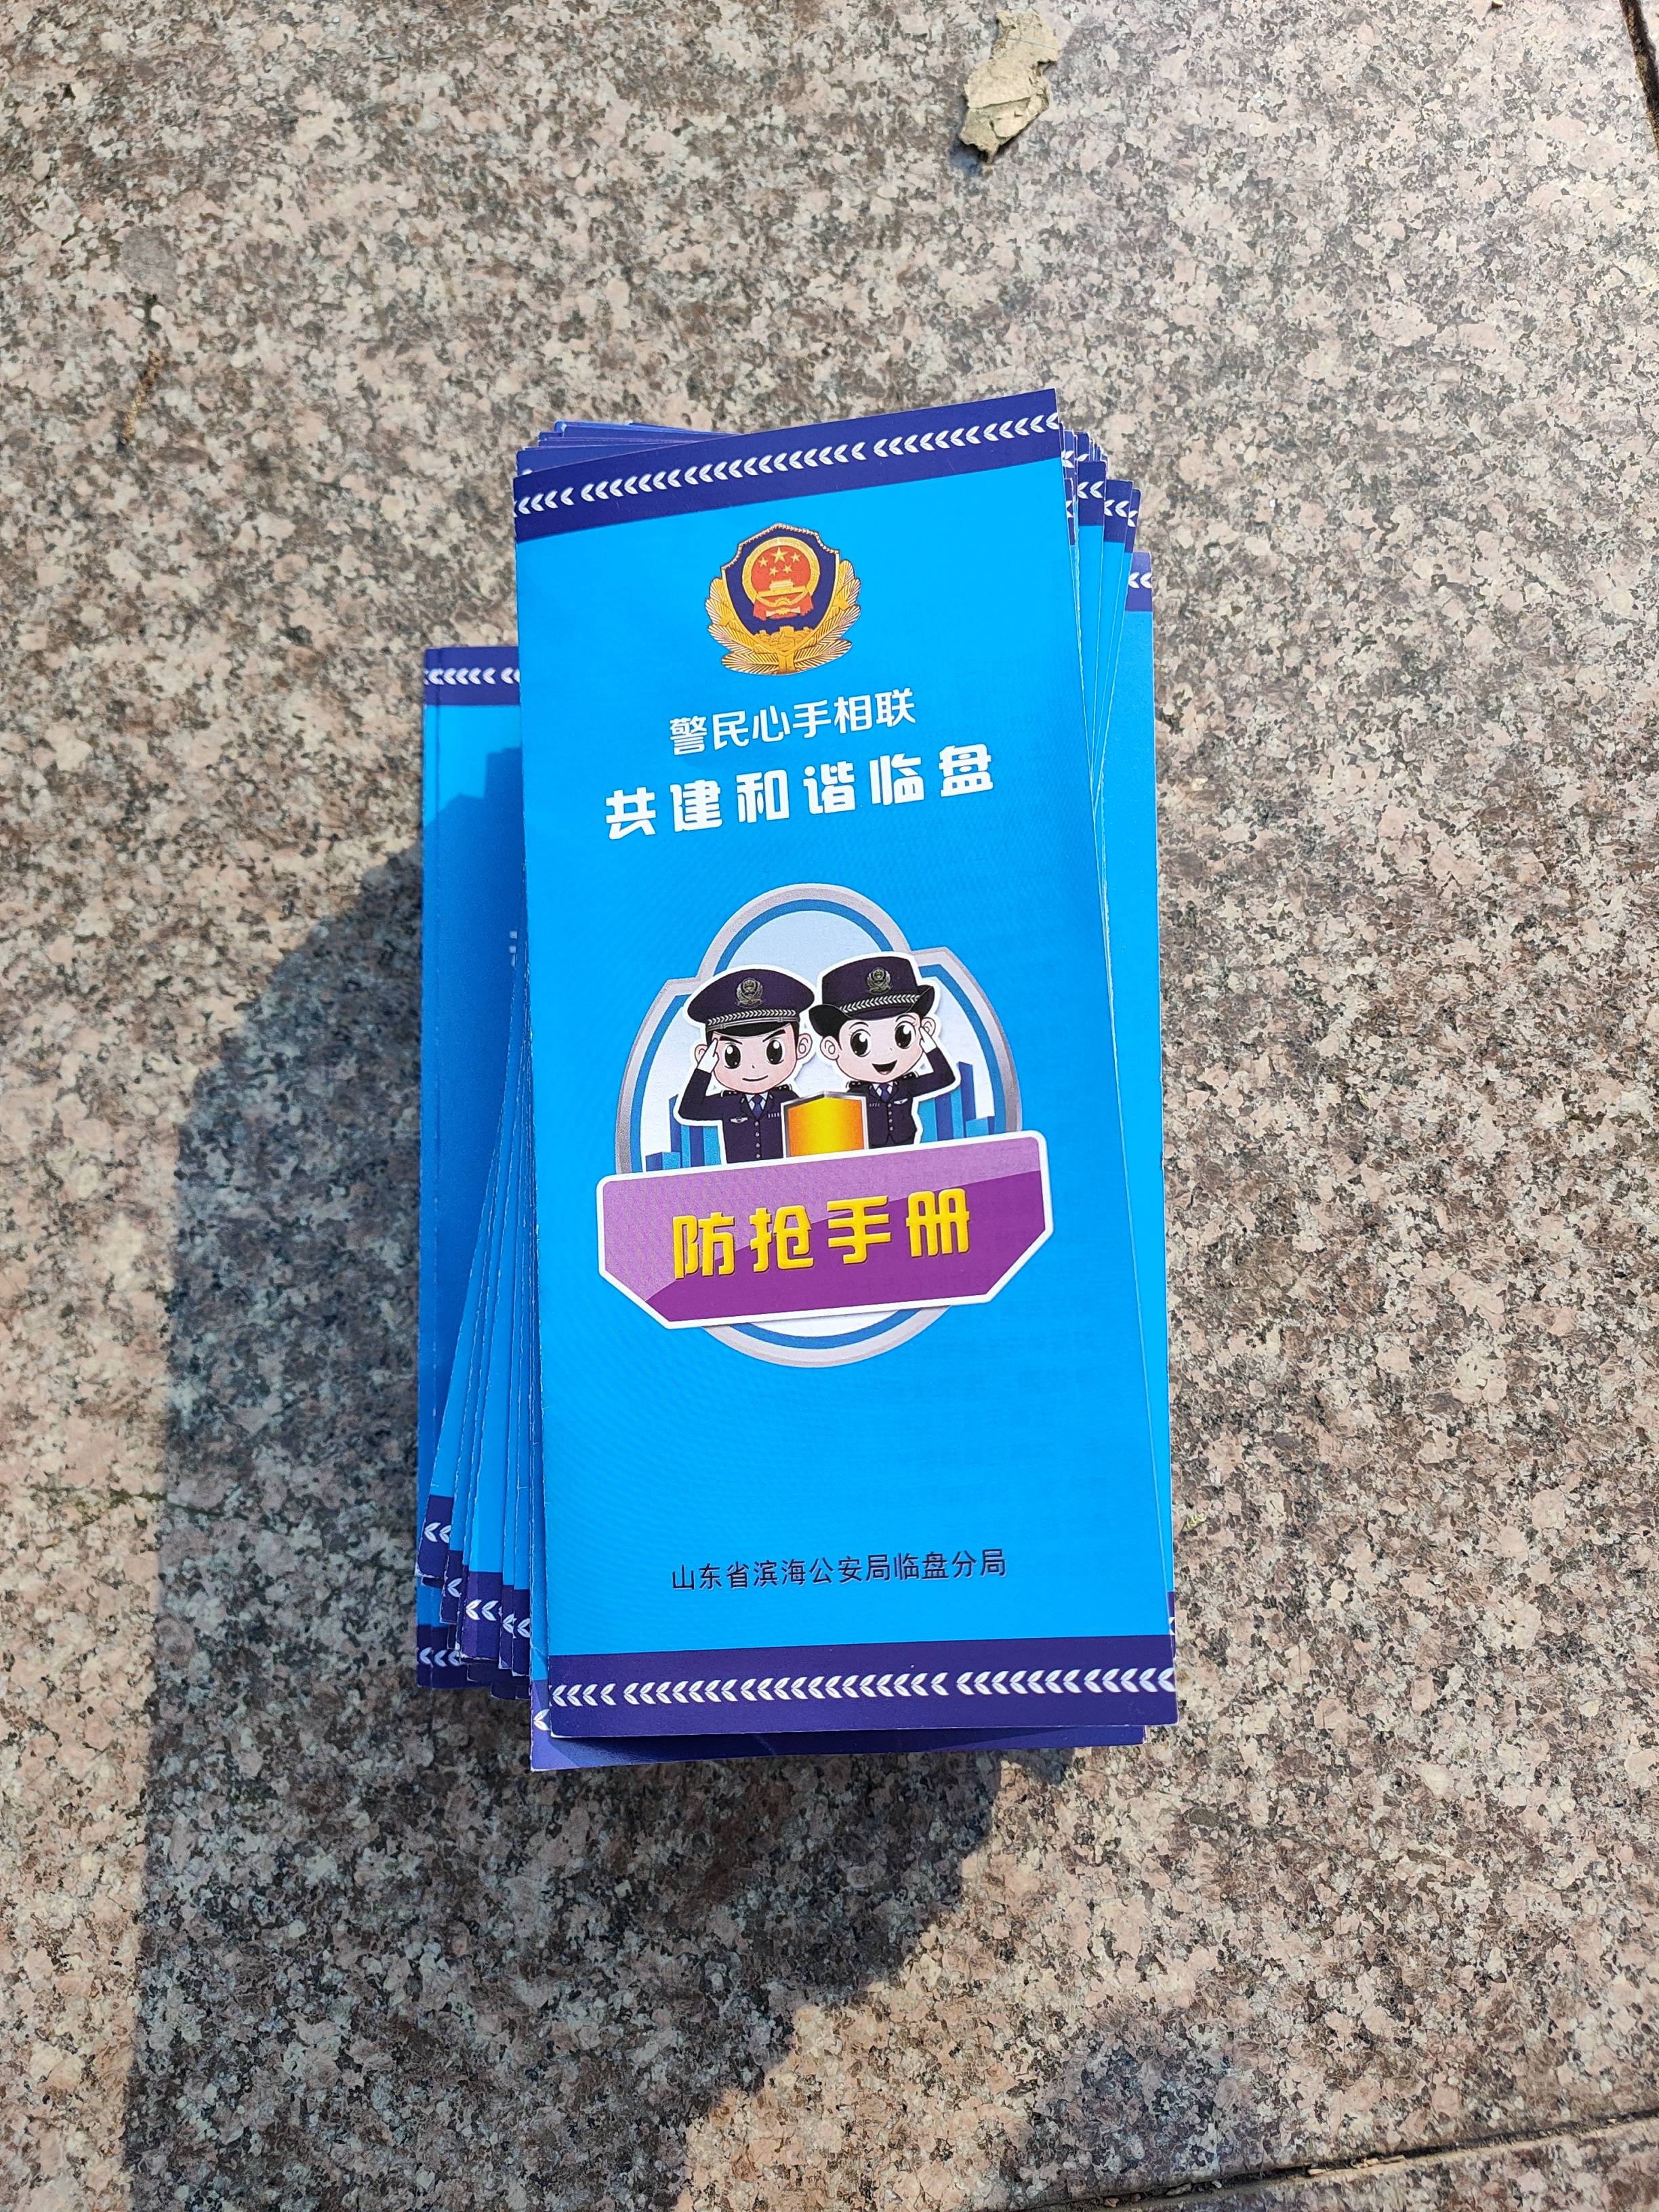 警民心手相联
共建和谐临盘
防抢手册
山东省滨海公安局临盘分局